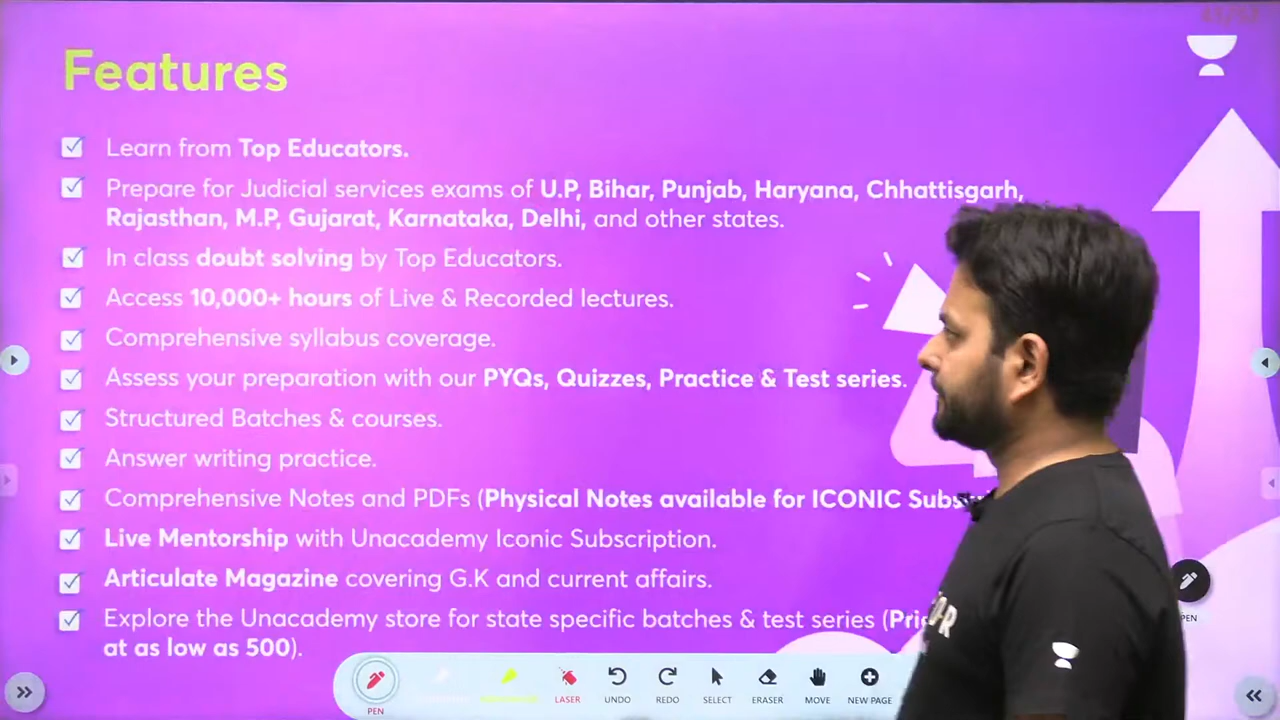 Features
Learn from Top Educators.
Prepare for Judicial services exams of U.P, Bihar, Punjab, Haryana, Chhattisgarh,
Rajasthan, M.P, Gujarat, Karnataka, Delhi, and other states.
In class doubt solving by Top Educators.
Access 10,000+ hours of Live & Recorded lectures.
Comprehensive syllabus coverage.
Assess your preparation with our PYQs, Quizzes, Practice & Test series.
Structured Batches & courses.
Answer writing practice.
Comprehensive Notes and PDFs (Physical Notes available for ICONIC
Live Mentorship with Unacademy Iconic Subscription.
Articulate Magazine covering G.K and current affairs.
Explore the Unacademy store for state specific batches & test series (
at as low as 500).
PEN
PEN LASER UNDO REDO SELECT ERASER MOVE NEW PAGE